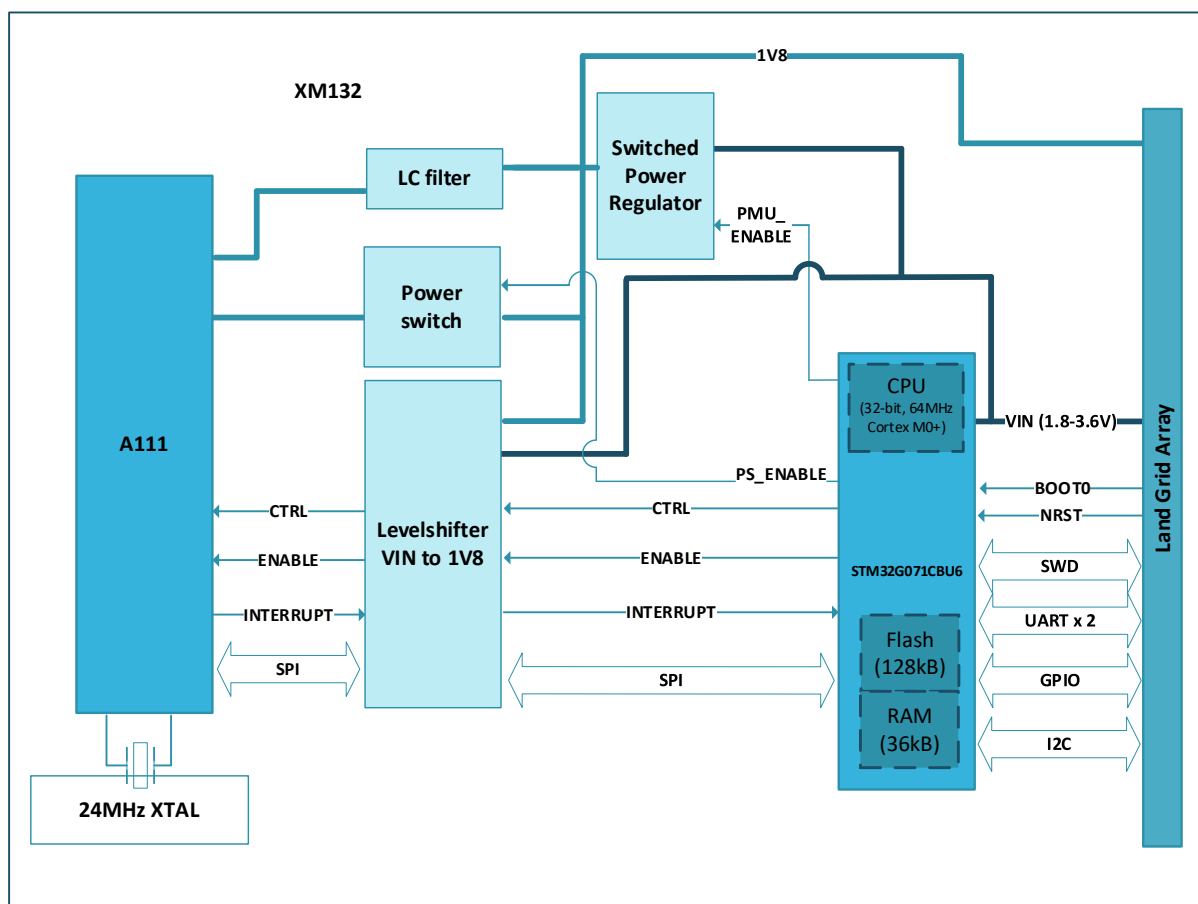 1V8
XM132
Switched
Power
Regulator
LC filter
PMU_
ENABLE
Power
switch
CPU
(32-bit, 64MHz
Cortex M0+)
VIN (1.8-3.6V)
A111
PS_ENABLE
BOOT0
CTRL
CTRL
NRST
Levelshifter
VIN to 1V8
ENABLE
ENABLE
STM32G071CBU6
SWD
INTERRUPT
INTERRUPT
UART x 2
Flash
(128kB)
SPI
SPI
GPIO
RAM
(36kB)
I2C
24MHz XTAL
Land Grid Array